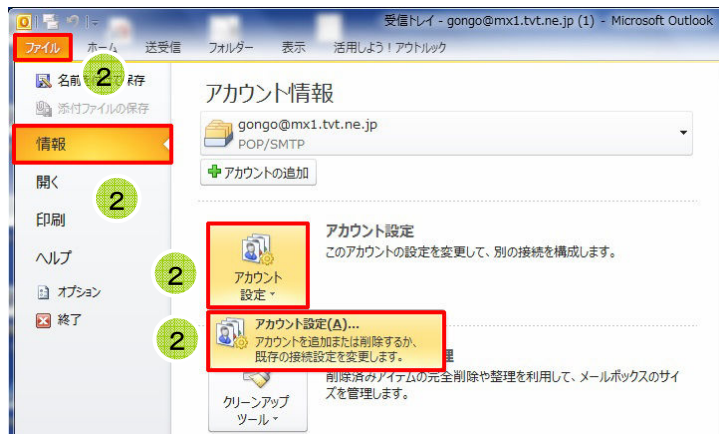 受信トレイ - gongo@mx1.tvt.ne.jp (1) - Microsoft Outlook
ファイル ホーム 送受信 フォルダー 表示 活用しよう！アウトルック
2
名前を 保存
添付ファイルの保存
情報
開く
2
印刷
ヘルプ
オプション
終了
アカウント情報
gongo@mx1.tvt.ne.jp
POP/SMTP
アカウントの追加
2
アカウント
設定
アカウント設定
このアカウントの設定を変更して、別の接続を構成します。
2
アカウント設定(A)...
アカウントを追加または削除するか、
既存の接続設定を変更します。
理
削除済みアイテムの完全削除や整理を利用して、メールボックスのサイ
ズを管理します。
クリーンアップ
ツール